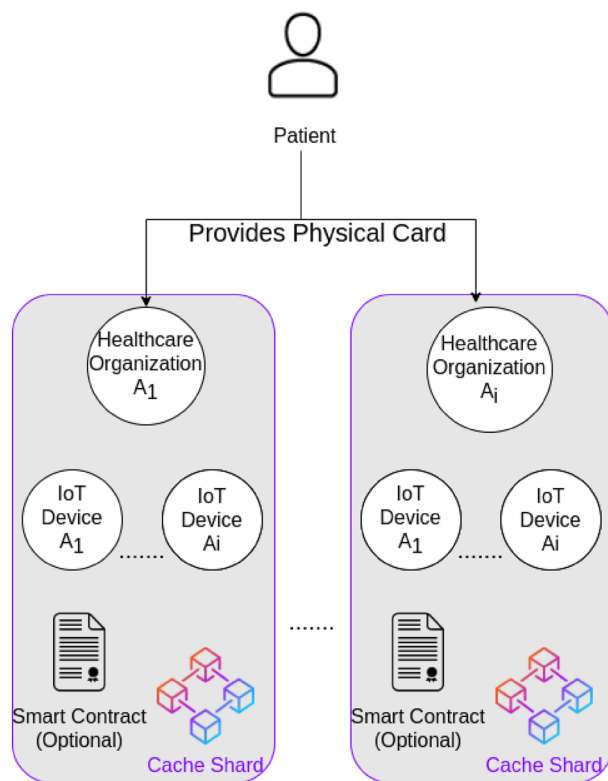 Patient
Provides Physical Card
Healthcare
Organization
A1
Healthcare
Organization
Ai
IoT
Device
A1
.......
IoT
Device
Ai
IoT
Device
A1
.......
IoT
Device
Ai
.......
Smart Contract
(Optional)
Cache Shard
Smart Contract
(Optional)
Cache Shard